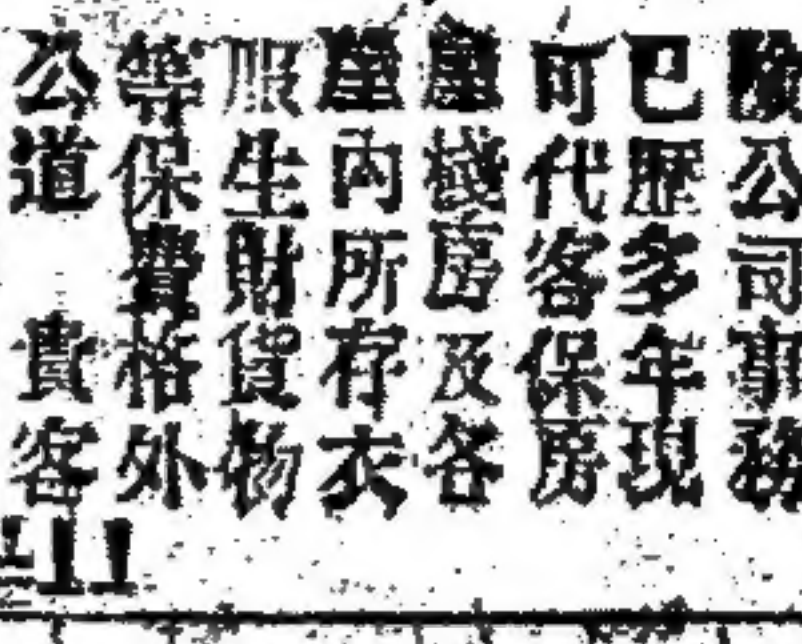 險公司事務
已歷多年現
可代客保房
屋棧房及各
屋內所存衣
服生財貨物
等保費格外
公道 貴客